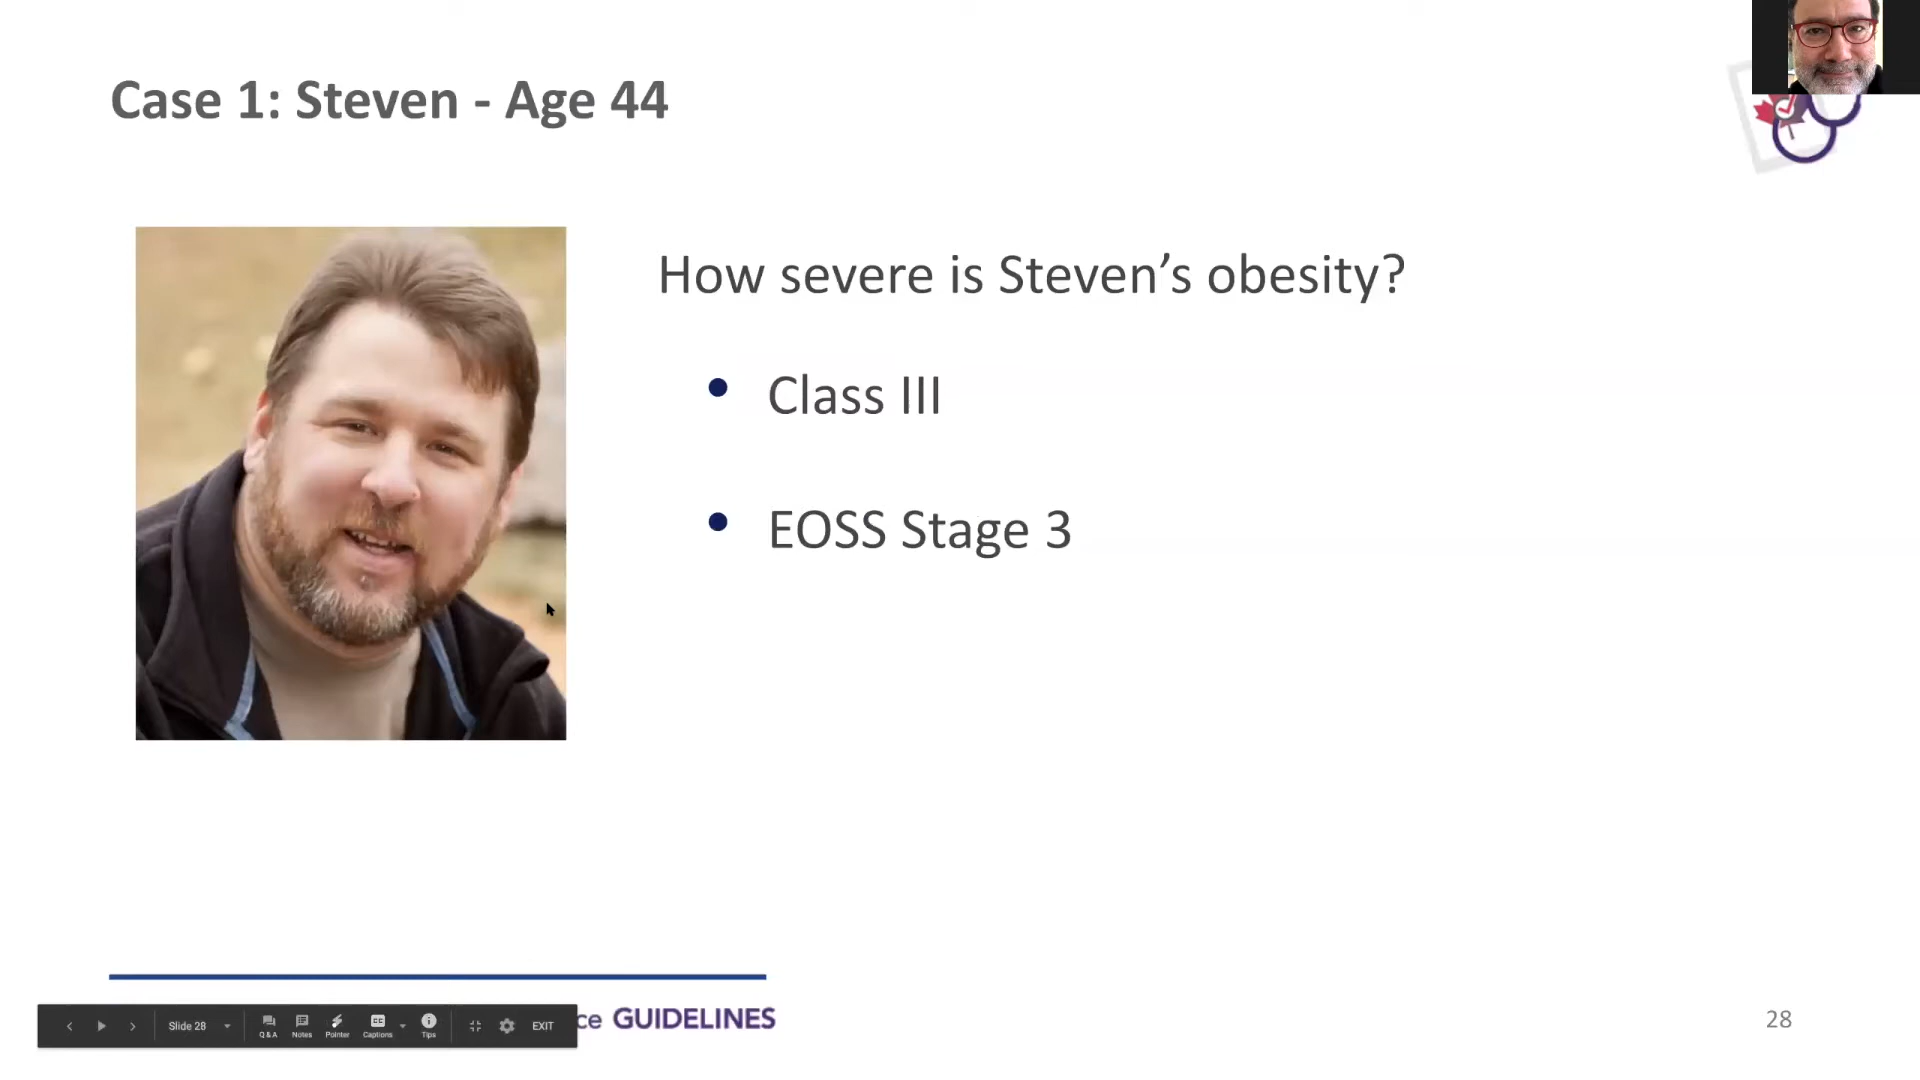 Case 1: Steven - Age 44
How severe is Steven’s obesity?
• Class III
• EOSS Stage 3
ce GUIDELINES
Slide 28
Q & A
Notes
Pointer
CC
Captions
Tips
EXIT
28